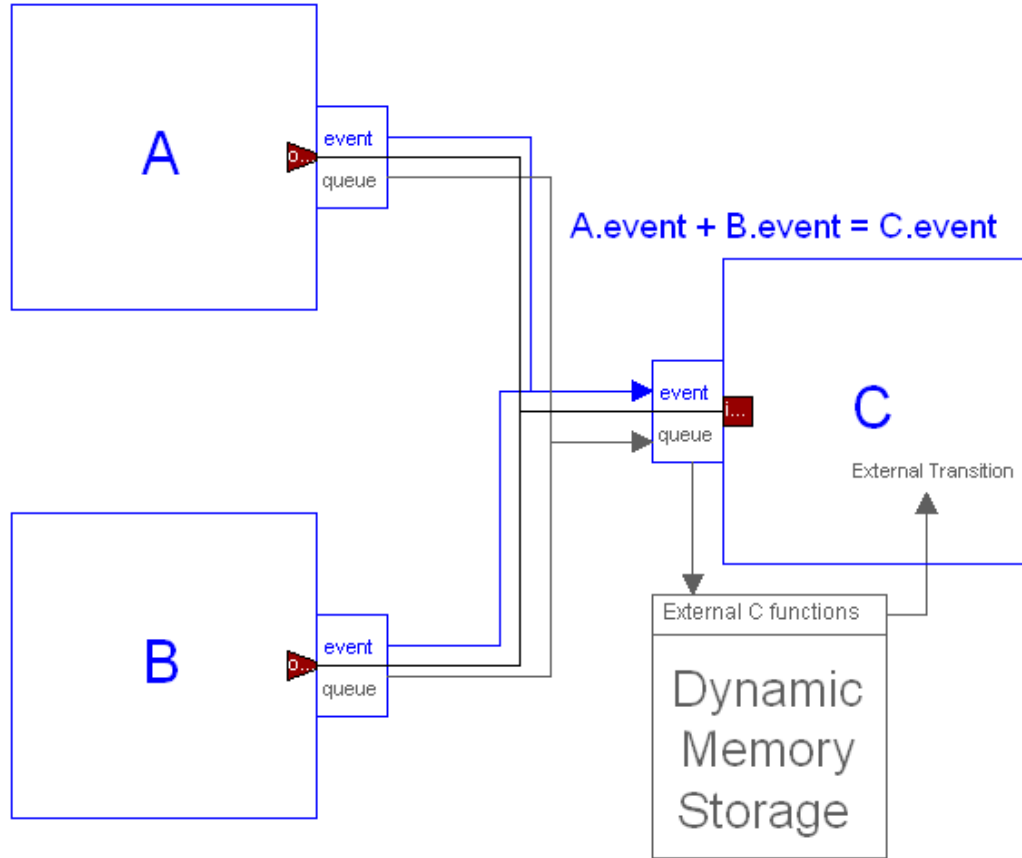 A
event
o...
queue
A.event + B.event = C.event
event
i...
C
queue
External Transition
B
event
o...
queue
External C functions
Dynamic
Memory
Storage